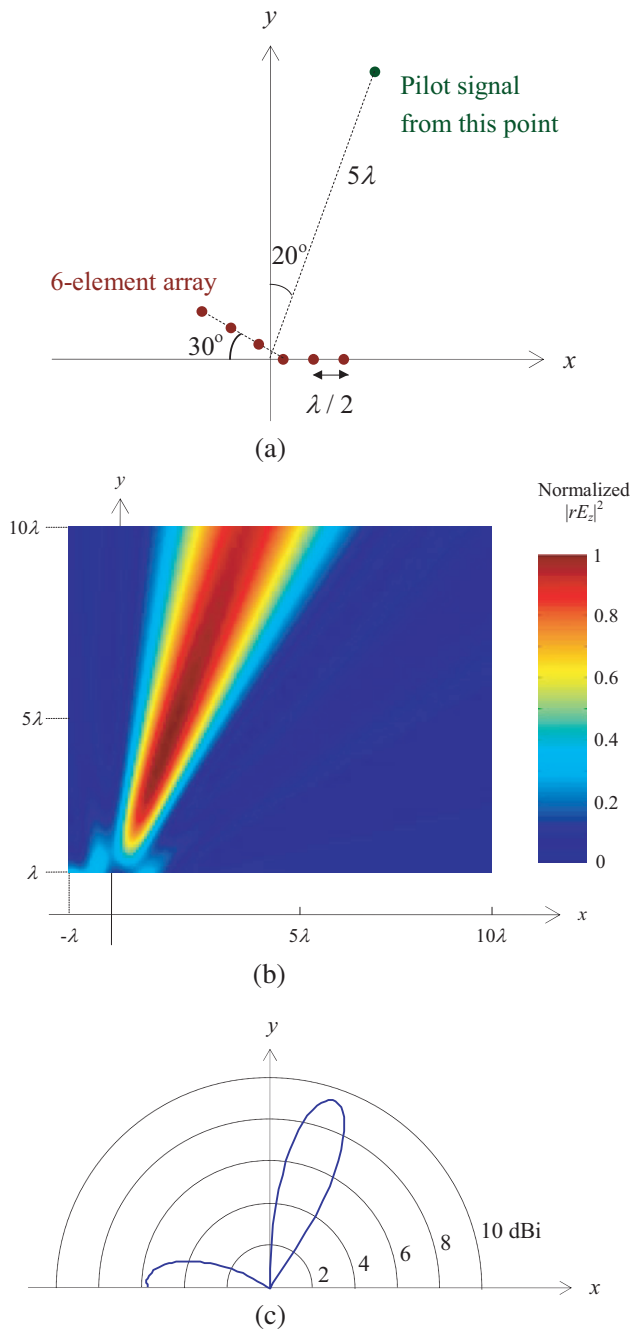 y
Pilot signal
from this point
5λ
20°
6-element array
30°
x
λ / 2
(a)
y
Normalized
|rE_z|²
10λ
1
0.8
5λ
0.6
0.4
0.2
λ
0
x
-λ
5λ
10λ
(b)
y
10 dBi
8
6
4
2
x
(c)